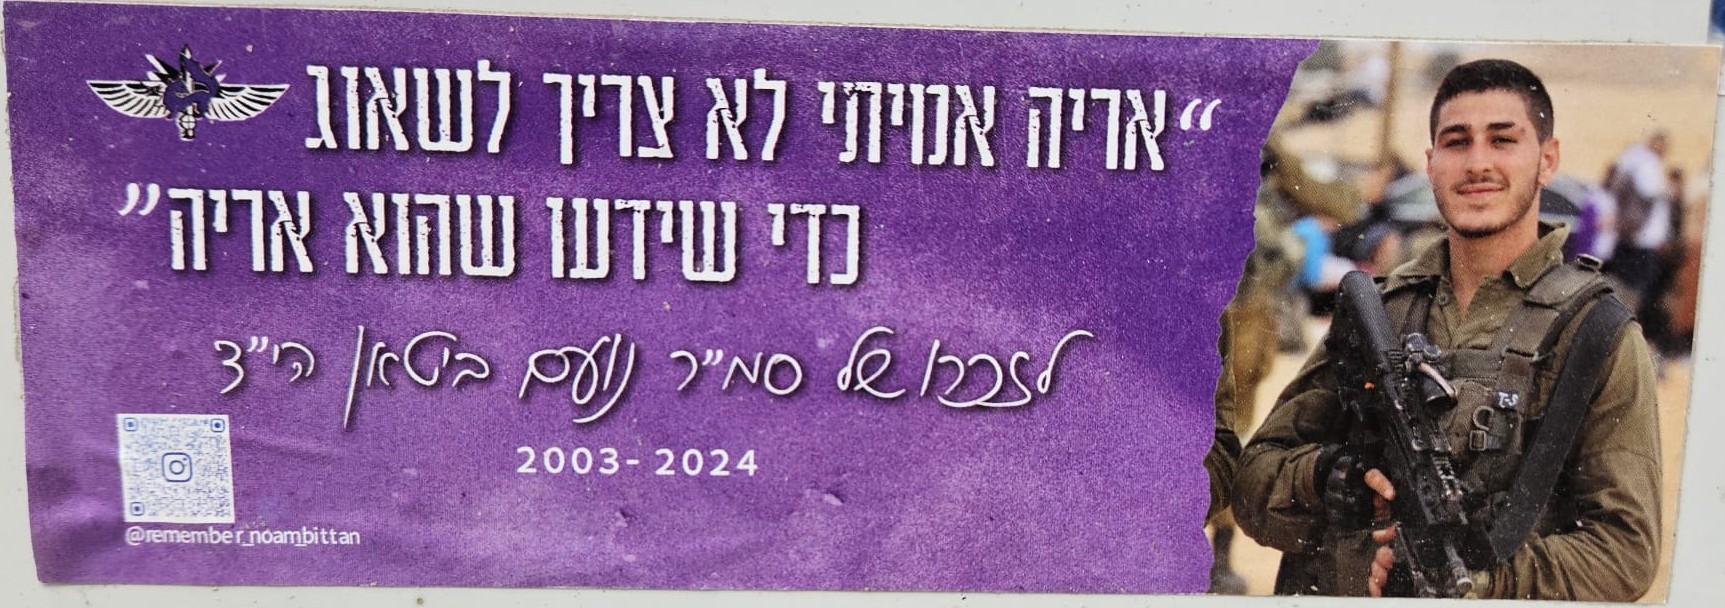 “אריה אמיתי לא צריך לשאוג
כדי שידעו שהוא אריה”
לזכרו של סמ"ר נועם ביטאן הי"ד
2003- 2024
@remember_noambittan
T-S